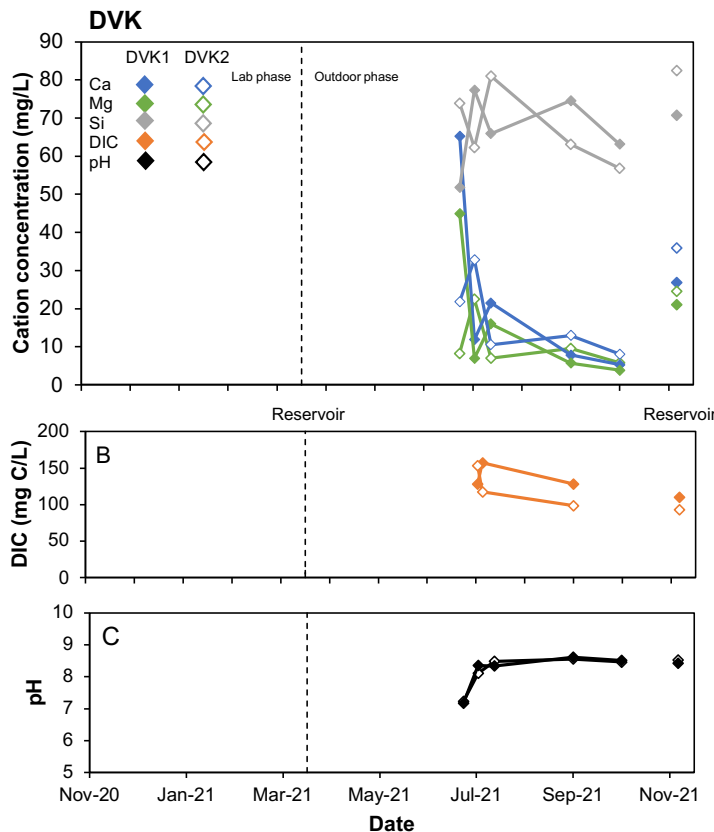 DVK
Cation concentration (mg/L)
90
80
70
60
50
40
30
20
10
0
DVK1 DVK2
Ca
Mg
Si
DIC
pH
Lab phase
Outdoor phase
Reservoir
Reservoir
B
DIC (mg C/L)
200
150
100
50
0
C
pH
10
9
8
7
6
5
Nov-20 Jan-21 Mar-21 May-21 Jul-21 Sep-21 Nov-21
Date